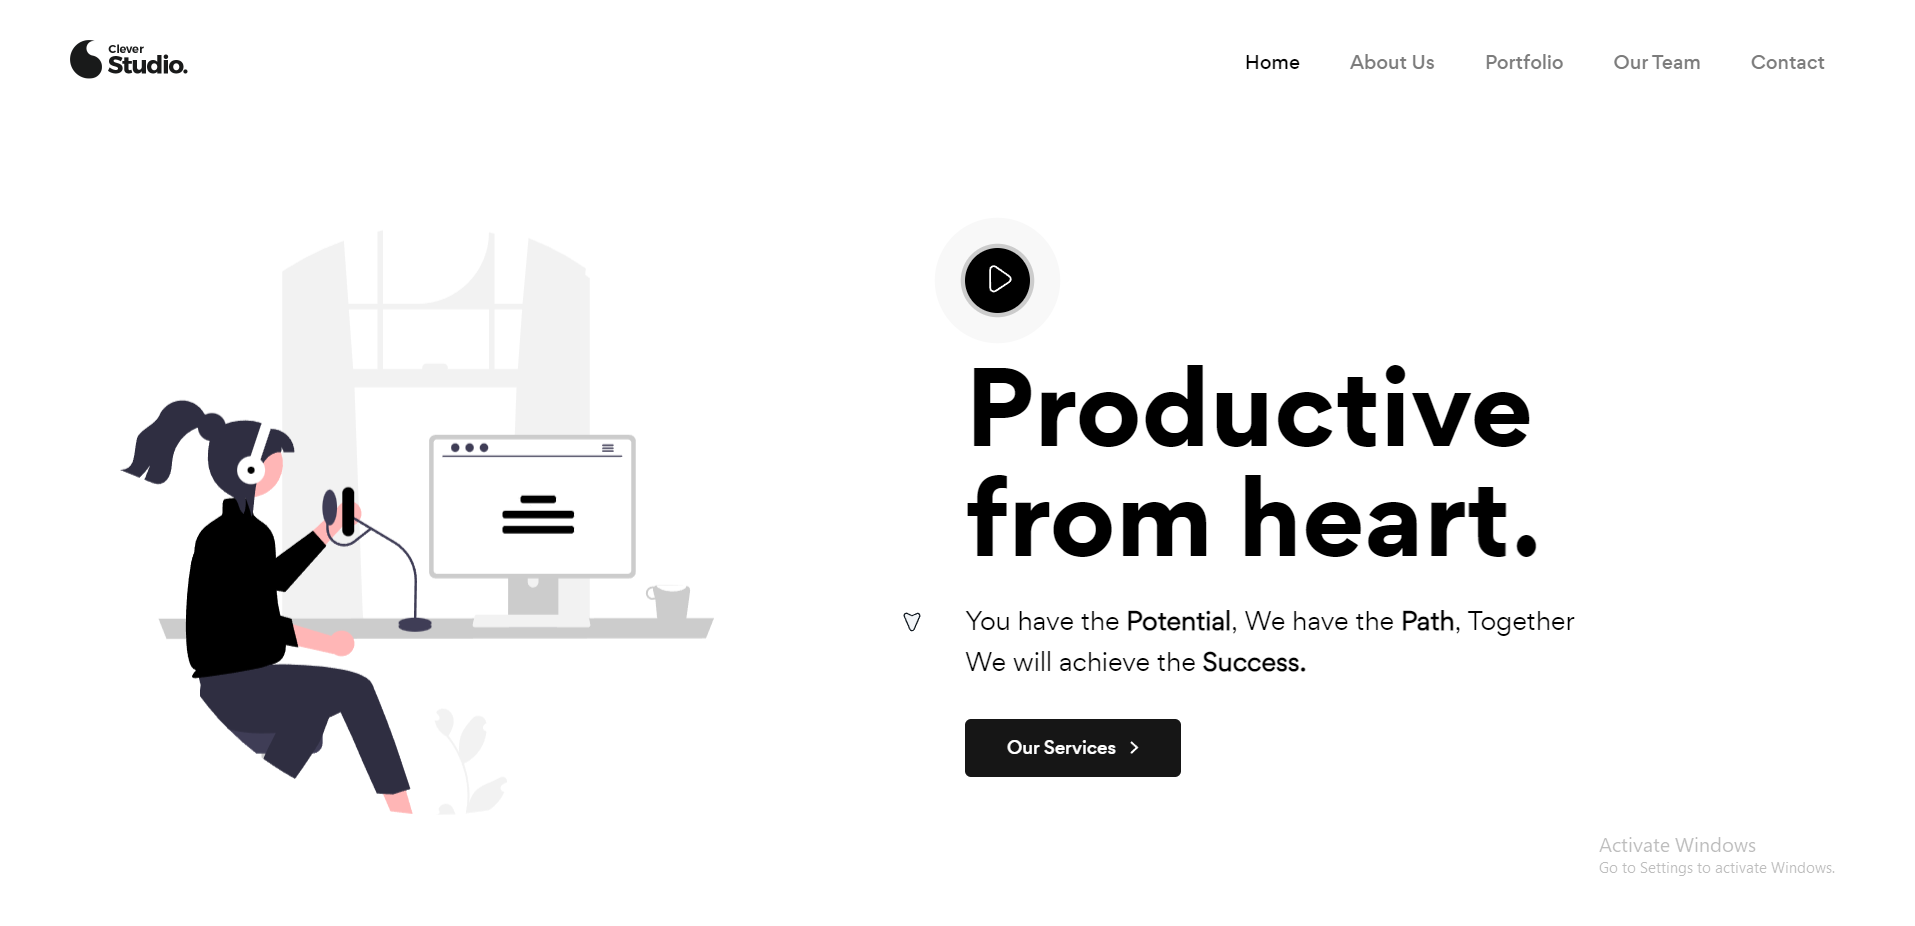 Clever
Studio.
Home About Us Portfolio Our Team Contact
Productive
from heart.
You have the Potential, We have the Path, Together
We will achieve the Success.
Our Services
Activate Windows
Go to Settings to activate Windows.